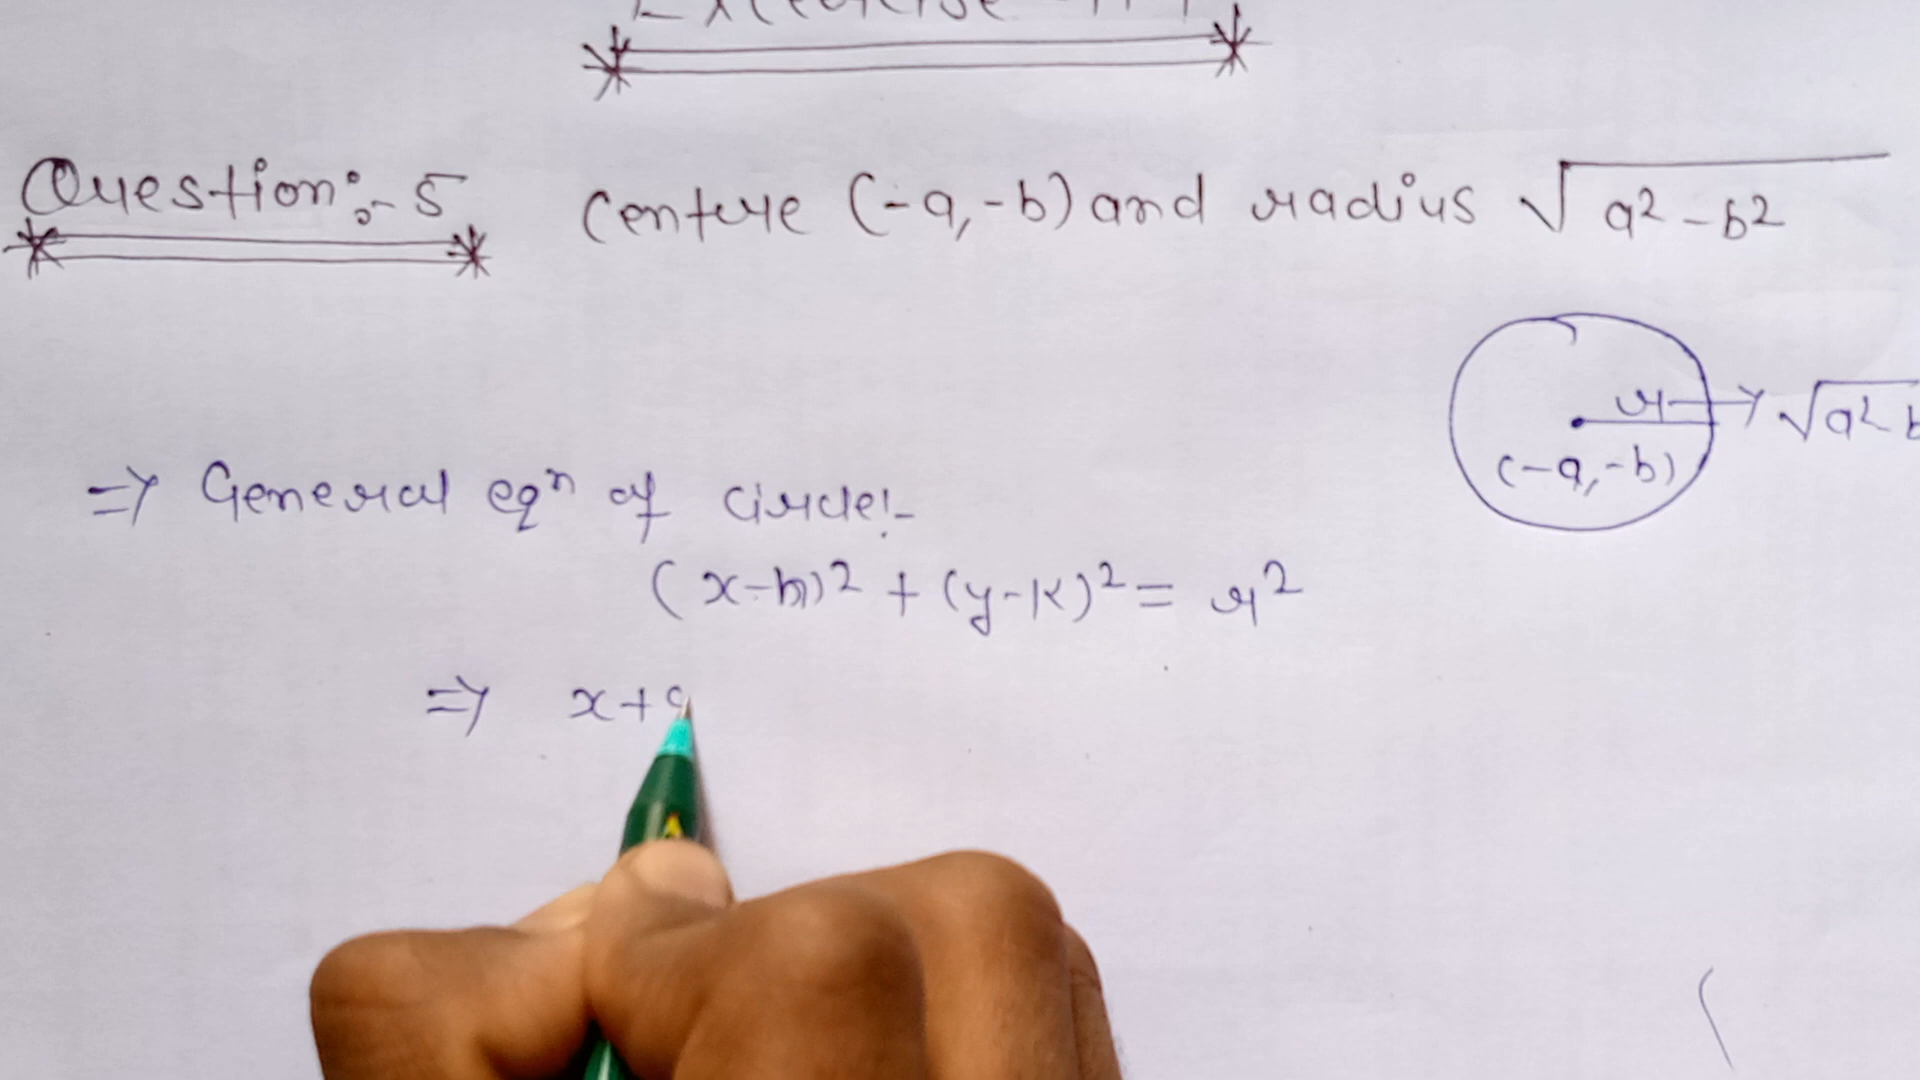 Question:- 5 Centre (-a,-b) and radius √a²-b²
r → √a²
(-a,-b)
=> General eqⁿ of circle:-
(x-h)² + (y-k)² = r²
=> x+a